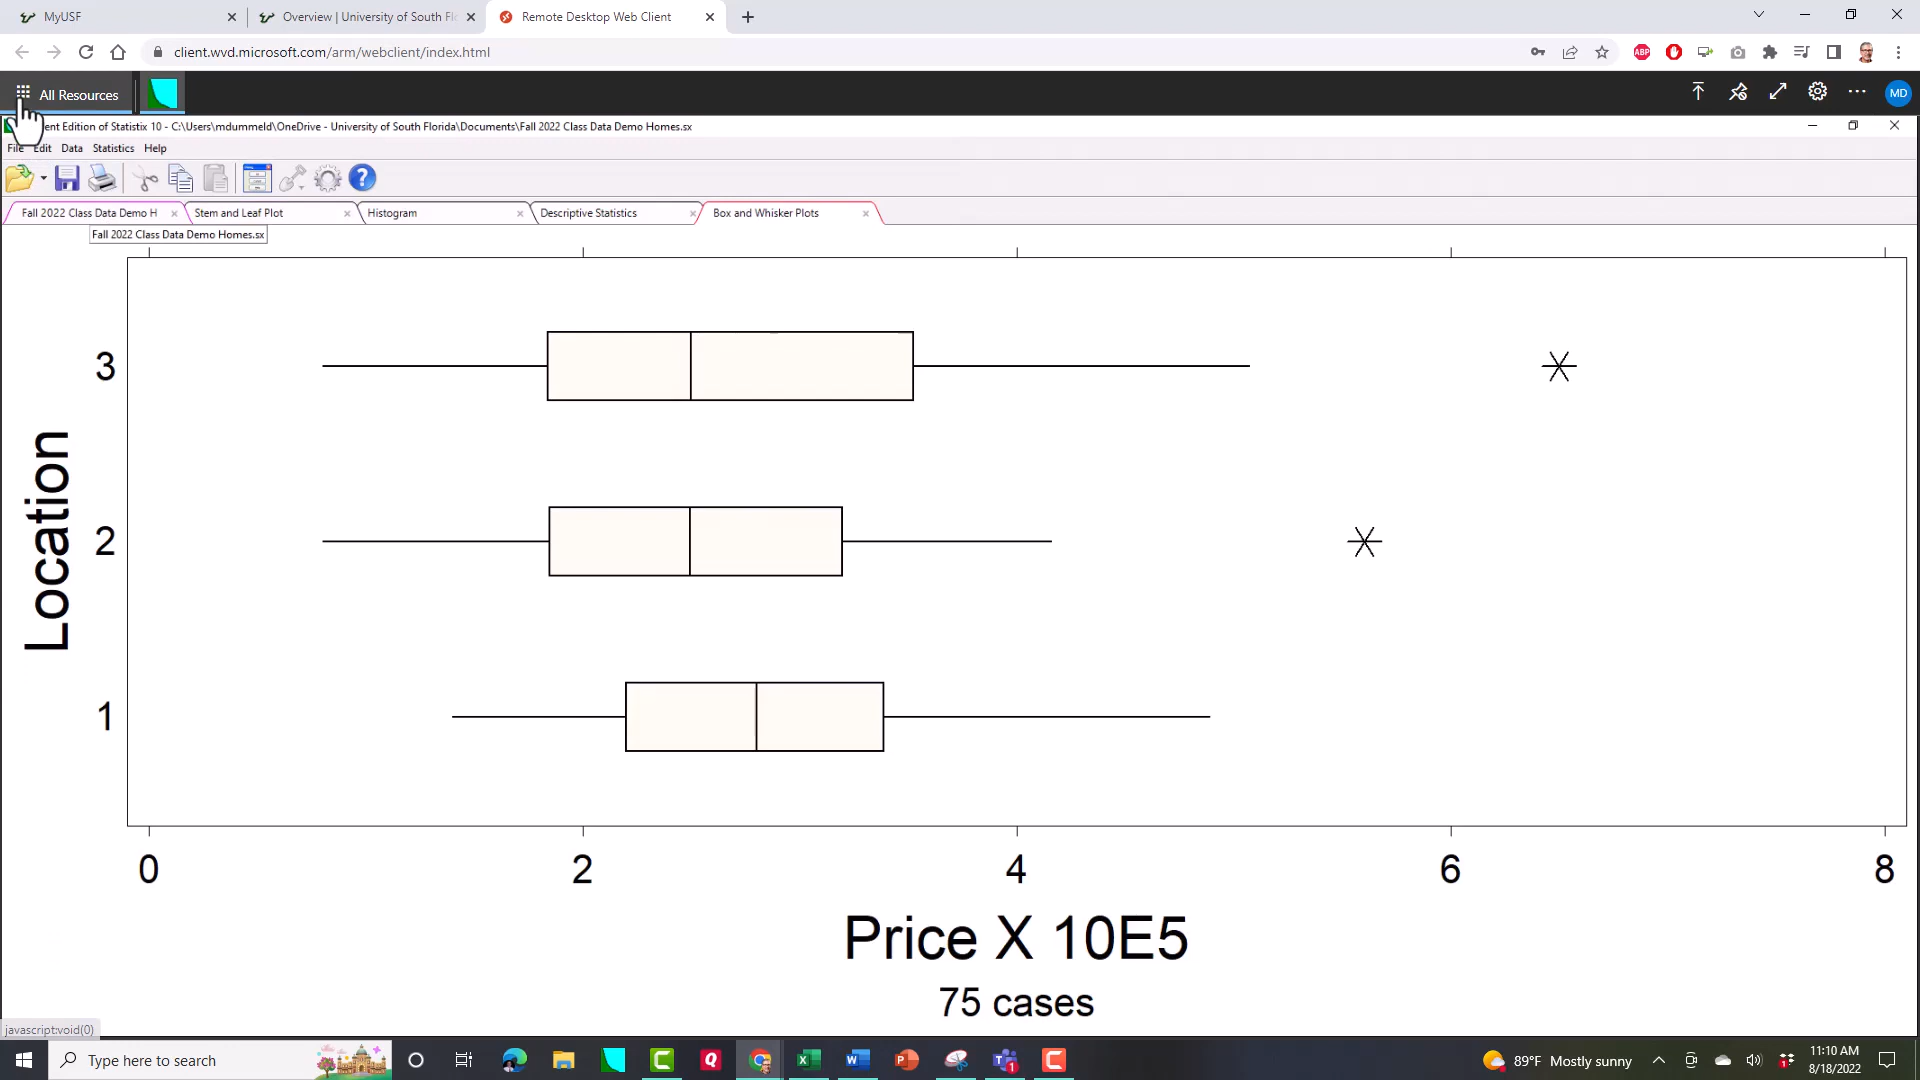 MyUSF
Overview | University of South Fl
Remote Desktop Web Client
client.wvd.microsoft.com/arm/webclient/index.html
ABP
All Resources
MD
ent Edition of Statistix 10 - C:\Users\mdummeld\OneDrive - University of South Florida\Documents\Fall 2022 Class Data Demo Homes.sx
File Edit Data Statistics Help
Fall 2022 Class Data Demo H
Stem and Leaf Plot
Histogram
Descriptive Statistics
Box and Whisker Plots
Fall 2022 Class Data Demo Homes.sx
3
2
1
Location
0 2 4 6 8
Price X 10E5
75 cases
javascript:void(0)
Type here to search
89°F Mostly sunny
11:10 AM
8/18/2022